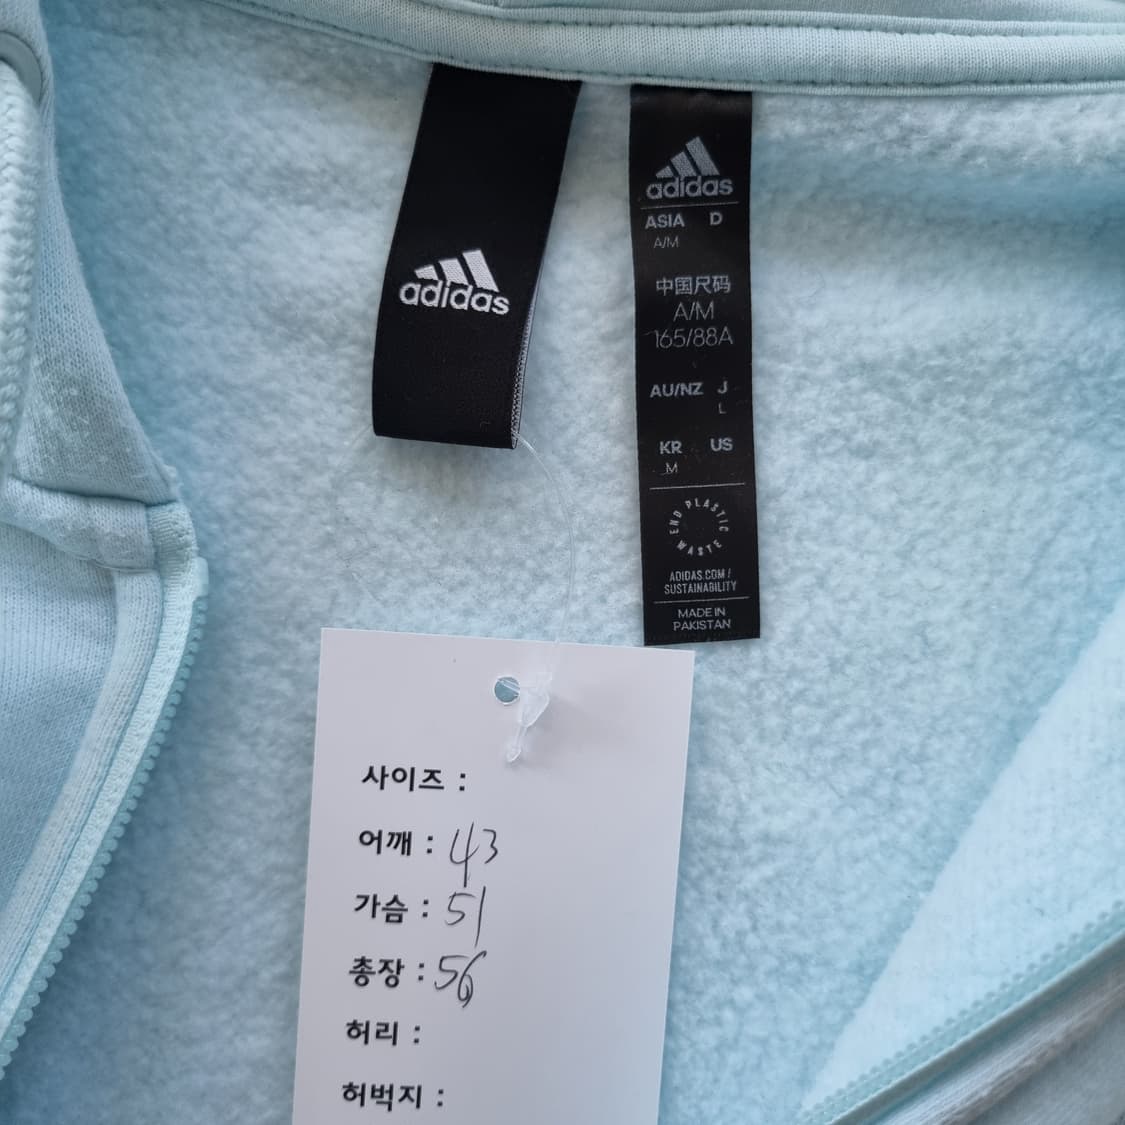 adidas
adidas
ASIA D
A/M
中国尺码
A/M
165/88A
AU/NZ J
L
KR US
M
END PLASTIC WASTE
ADIDAS.COM/
SUSTAINABILITY
MADE IN
PAKISTAN
사이즈 :
어깨 : 43
가슴 : 51
총장 : 56
허리 :
허벅지 :